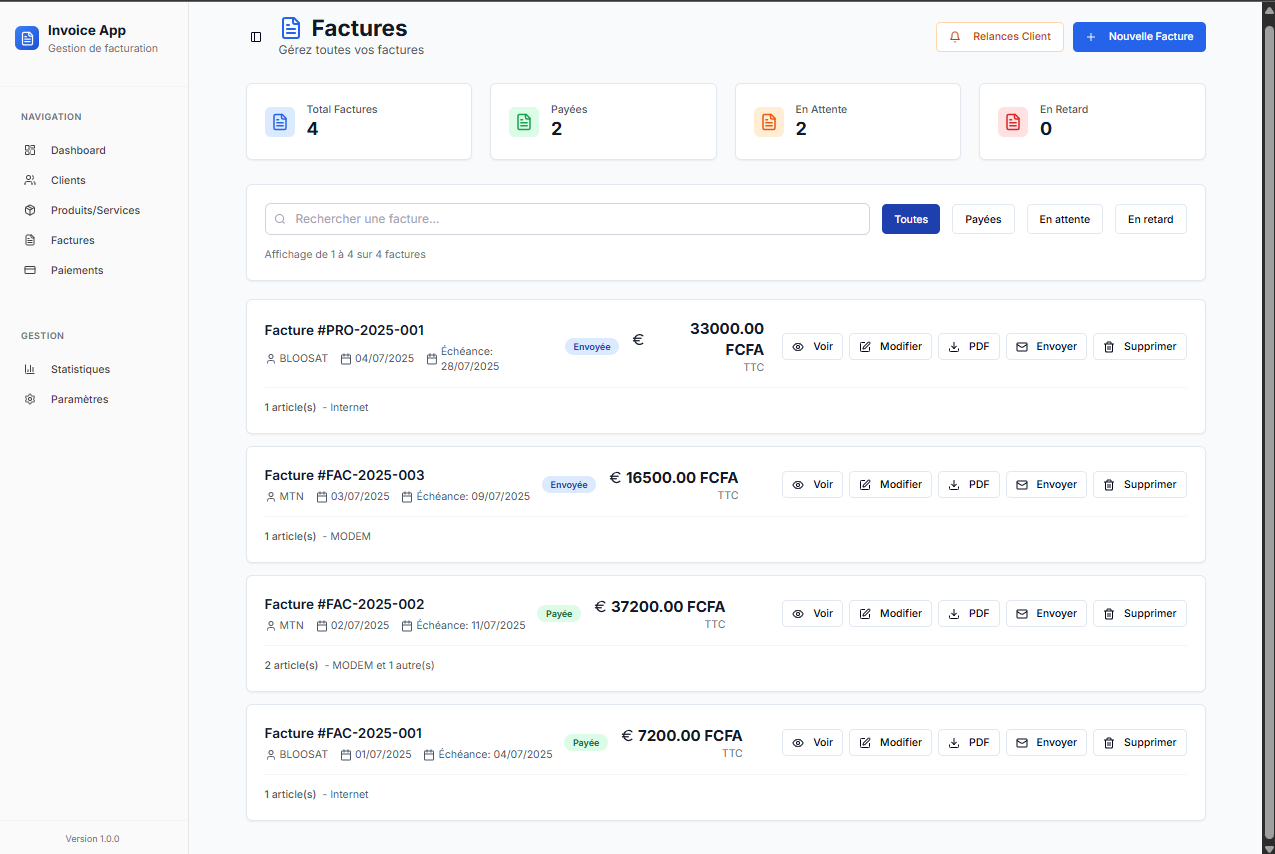 Invoice App
Gestion de facturation
NAVIGATION
Dashboard
Clients
Produits/Services
Factures
Paiements
GESTION
Statistiques
Paramètres
Version 1.0.0
Factures
Gérez toutes vos factures
Relances Client
+ Nouvelle Facture
Total Factures
4
Payées
2
En Attente
2
En Retard
0
Rechercher une facture...
Toutes
Payées
En attente
En retard
Affichage de 1 à 4 sur 4 factures
Facture #PRO-2025-001
BLOOSAT 04/07/2025 Échéance:
28/07/2025
Envoyée
€ 33000.00
FCFA
TTC
Voir Modifier PDF Envoyer Supprimer
1 article(s) - Internet
Facture #FAC-2025-003
MTN 03/07/2025 Échéance: 09/07/2025
Envoyée
€ 16500.00 FCFA
TTC
Voir Modifier PDF Envoyer Supprimer
1 article(s) - MODEM
Facture #FAC-2025-002
MTN 02/07/2025 Échéance: 11/07/2025
Payée
€ 37200.00 FCFA
TTC
Voir Modifier PDF Envoyer Supprimer
2 article(s) - MODEM et 1 autre(s)
Facture #FAC-2025-001
BLOOSAT 01/07/2025 Échéance: 04/07/2025
Payée
€ 7200.00 FCFA
TTC
Voir Modifier PDF Envoyer Supprimer
1 article(s) - Internet